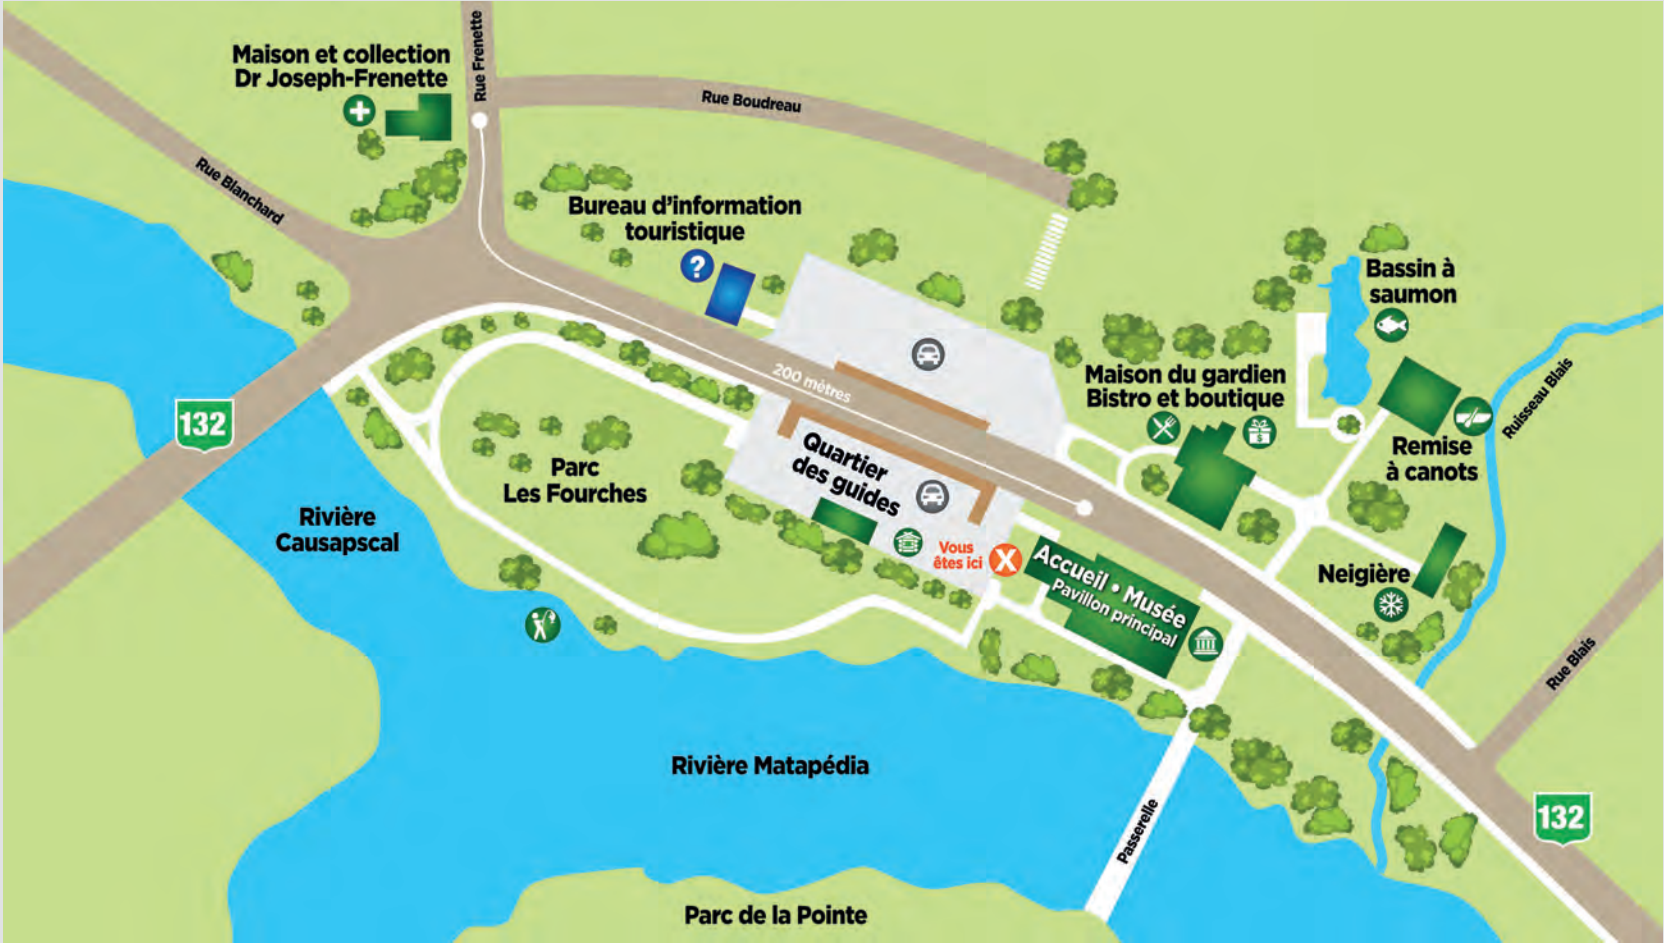 Maison et collection
Dr Joseph-Frenette
Rue Frenette
Rue Boudreau
Rue Blanchard
Bureau d'information
touristique
?
Bassin à
saumon
Maison du gardien
Bistro et boutique
Ruisseau Blais
200 mètres
132
Remise
à canots
Quartier
des guides
Parc
Les Fourches
Rivière
Causapscal
Vous
êtes ici
X
Accueil • Musée
Pavillon principal
Neigière
Rue Blais
Rivière Matapédia
Passerelle
132
Parc de la Pointe